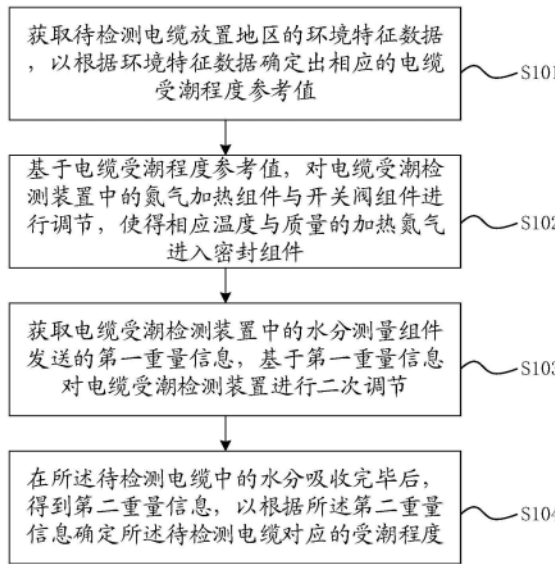 获取待检测电缆放置地区的环境特征数据
，以根据环境特征数据确定出相应的电缆
受潮程度参考值
S101
基于电缆受潮程度参考值，对电缆受潮检
测装置中的氮气加热组件与开关阀组件进
行调节，使得相应温度与质量的加热氮气
进入密封组件
S102
获取电缆受潮检测装置中的水分测量组件
发送的第一重量信息，基于第一重量信息
对电缆受潮检测装置进行二次调节
S103
在所述待检测电缆中的水分吸收完毕后，
得到第二重量信息，以根据所述第二重量
信息确定所述待检测电缆对应的受潮程度
S104